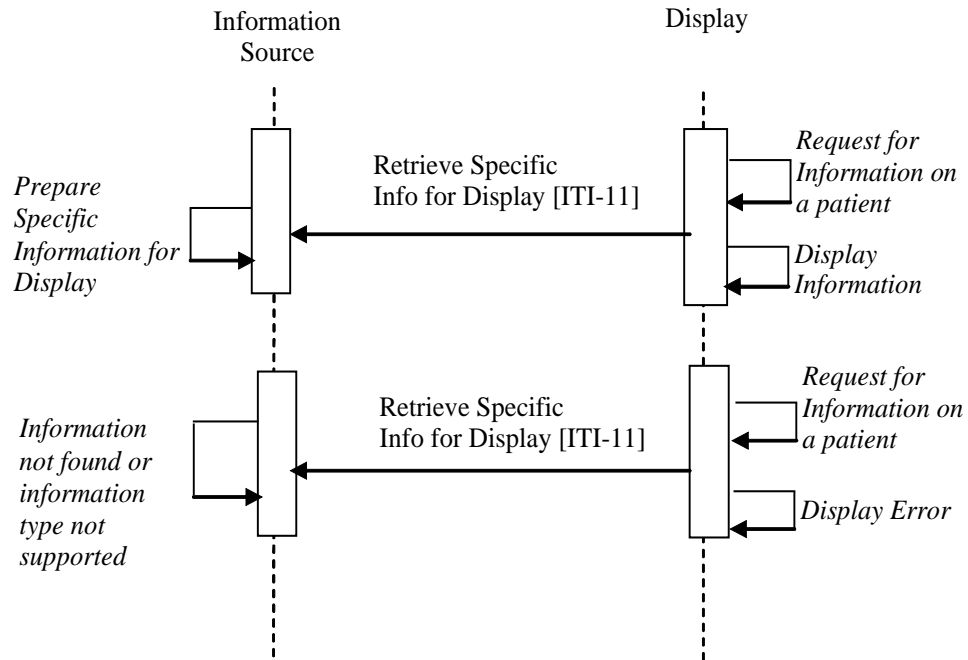 Information
Source
Display
Request for
Information on
a patient
Retrieve Specific
Info for Display [ITI-11]
Prepare
Specific
Information for
Display
Display
Information
Request for
Information on
a patient
Retrieve Specific
Info for Display [ITI-11]
Information
not found or
information
type not
supported
Display Error